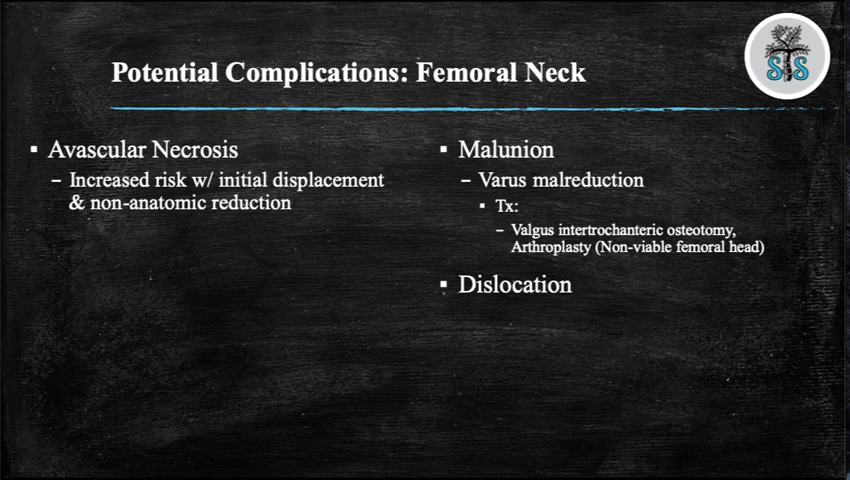 Potential Complications: Femoral Neck
STS
▪ Avascular Necrosis
– Increased risk w/ initial displacement
& non-anatomic reduction
▪ Malunion
– Varus malreduction
▪ Tx:
– Valgus intertrochanteric osteotomy,
Arthroplasty (Non-viable femoral head)
▪ Dislocation